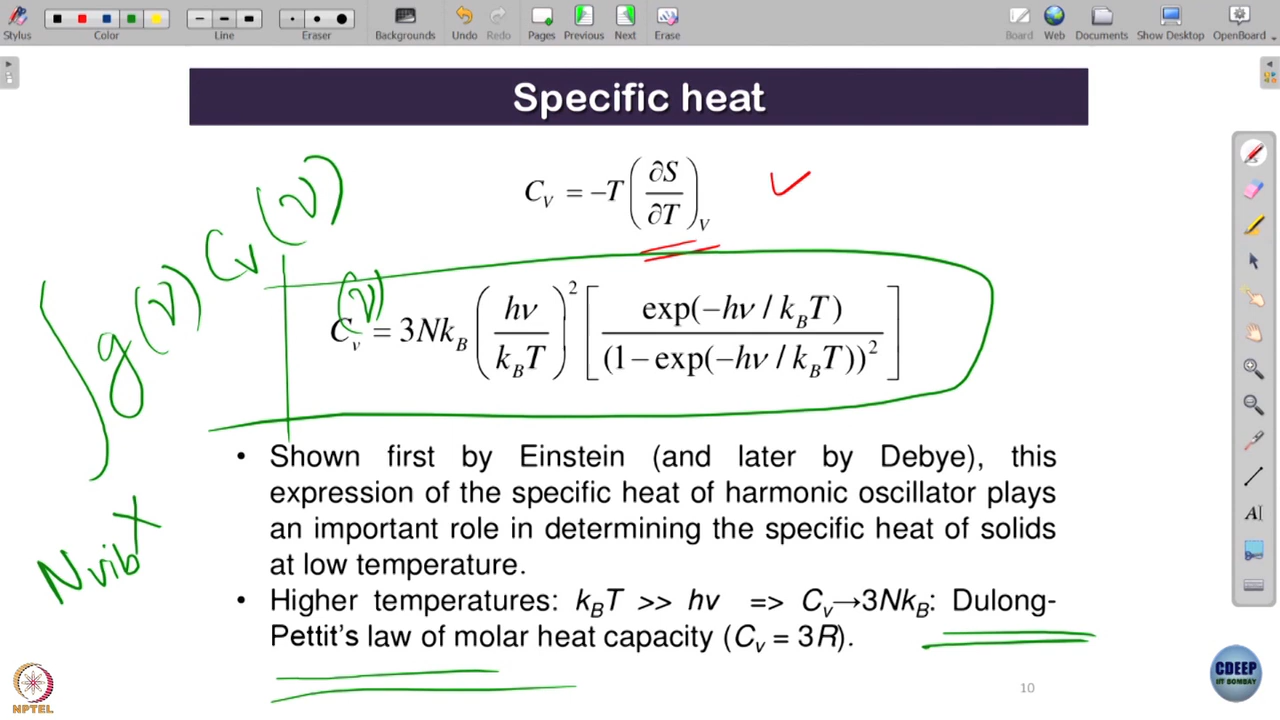 Stylus Color Line Eraser Backgrounds Undo Redo Pages Previous Next Erase Board Web Documents Show Desktop OpenBoard
Specific heat
C_V = −T (∂S / ∂T)_V ✓
∫ g(ν) C_v (ν)
(ν)
C_v = 3Nk_B (hν / k_BT)² [ exp(−hν / k_BT) / (1 − exp(−hν / k_BT))² ]
• Shown first by Einstein (and later by Debye), this
expression of the specific heat of harmonic oscillator plays
an important role in determining the specific heat of solids
at low temperature.
N vib X
• Higher temperatures: k_BT >> hν => C_v→3Nk_B: Dulong-
Pettit's law of molar heat capacity (C_v = 3R).
10
NPTEL
CDEEP
IIT BOMBAY
AI